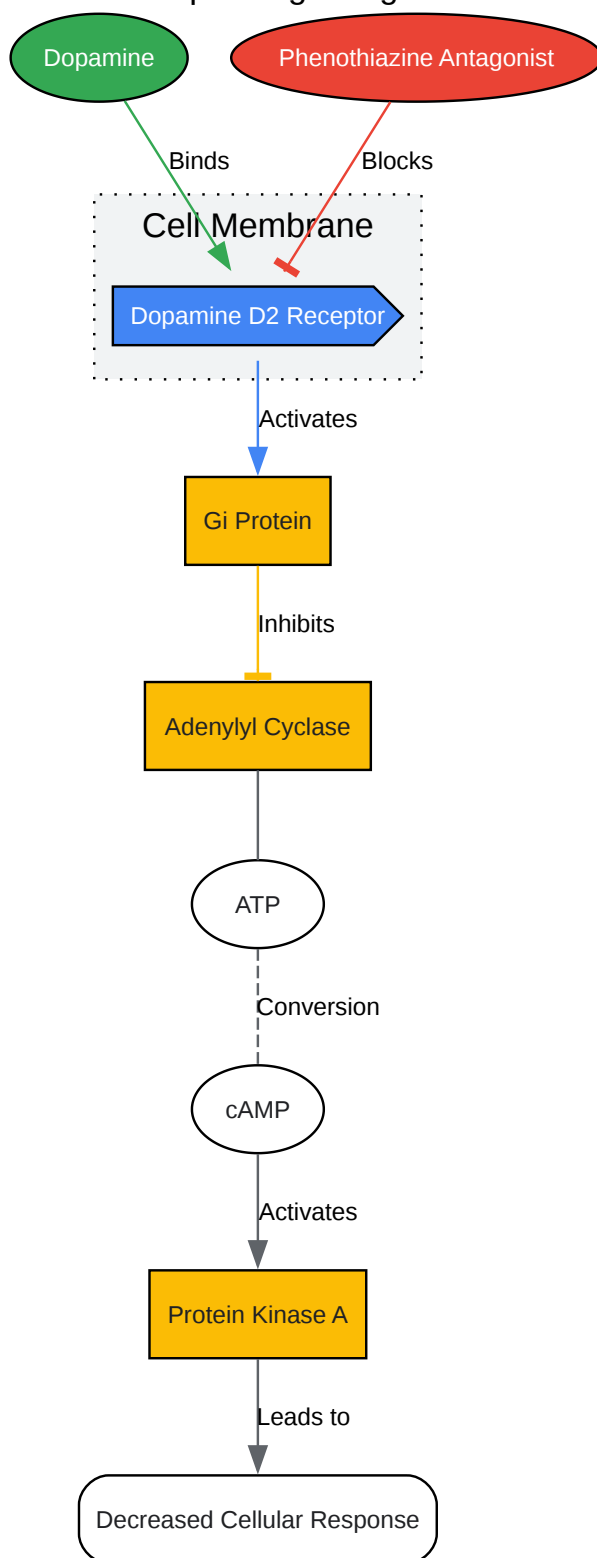 Dopamine
Phenothiazine Antagonist
Binds
Blocks
Cell Membrane
Dopamine D2 Receptor
Activates
Gi Protein
Inhibits
Adenylyl Cyclase
ATP
Conversion
cAMP
Activates
Protein Kinase A
Leads to
Decreased Cellular Response